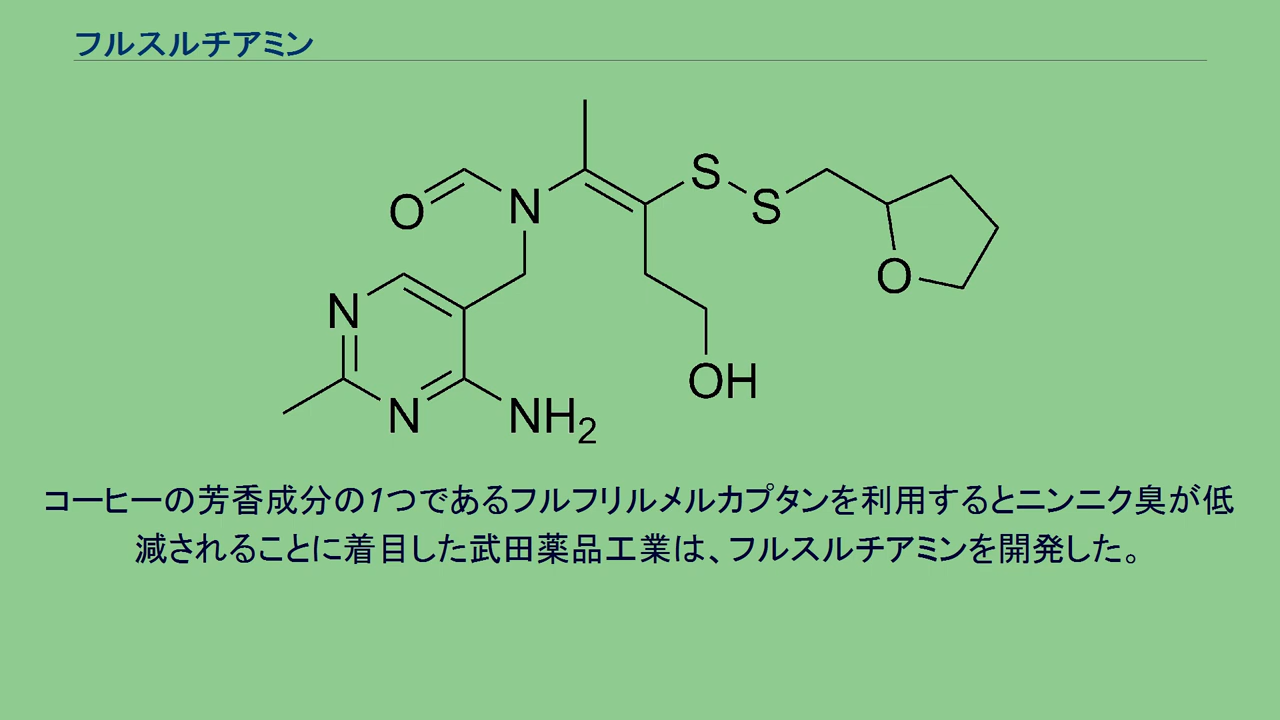 フルスルチアミン
O
N
S
S
O
N
N
NH2
OH
コーヒーの芳香成分の1つであるフルフリルメルカプタンを利用するとニンニク臭が低
減されることに着目した武田薬品工業は、フルスルチアミンを開発した。